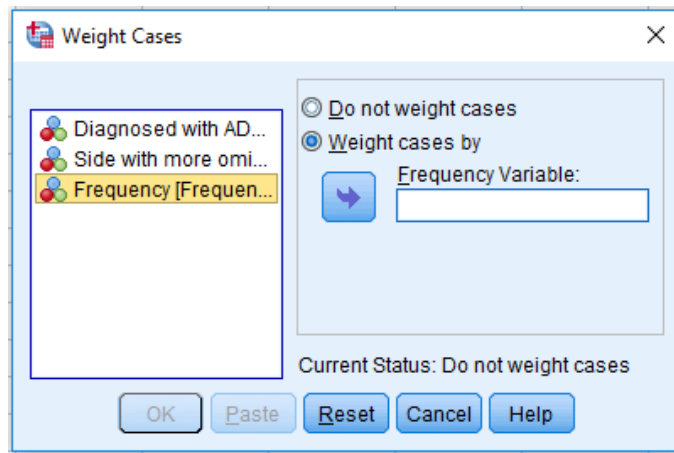 Weight Cases
Diagnosed with AD...
Side with more omi...
Frequency [Frequen...
Do not weight cases
Weight cases by
Frequency Variable:
Current Status: Do not weight cases
OK
Paste
Reset
Cancel
Help